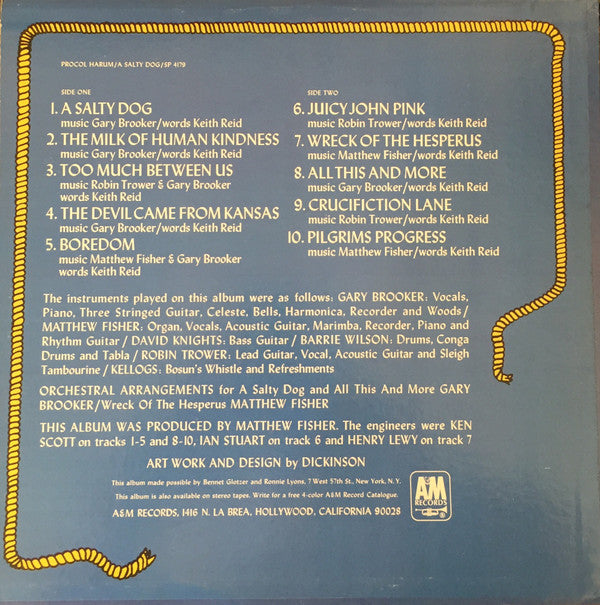 PROCOL HARUM/A SALTY DOG/SP 4179
SIDE ONE
1. A SALTY DOG
music Gary Brooker/words Keith Reid
2. THE MILK OF HUMAN KINDNESS
music Gary Brooker/words Keith Reid
3. TOO MUCH BETWEEN US
music Robin Trower & Gary Brooker
words Keith Reid
4. THE DEVIL CAME FROM KANSAS
music Gary Brooker/words Keith Reid
5. BOREDOM
music Matthew Fisher & Gary Brooker
words Keith Reid
SIDE TWO
6. JUICY JOHN PINK
music Robin Trower/words Keith Reid
7. WRECK OF THE HESPERUS
music Matthew Fisher/words Keith Reid
8. ALL THIS AND MORE
music Gary Brooker/words Keith Reid
9. CRUCIFICTION LANE
music Robin Trower/words Keith Reid
10. PILGRIMS PROGRESS
music Matthew Fisher/words Keith Reid
The instruments played on this album were as follows: GARY BROOKER: Vocals,
Piano, Three Stringed Guitar, Celeste, Bells, Harmonica, Recorder and Woods/
MATTHEW FISHER: Organ, Vocals, Acoustic Guitar, Marimba, Recorder, Piano and
Rhythm Guitar / DAVID KNIGHTS: Bass Guitar / BARRIE WILSON: Drums, Conga
Drums and Tabla / ROBIN TROWER: Lead Guitar, Vocal, Acoustic Guitar and Sleigh
Tambourine / KELLOGS: Bosun's Whistle and Refreshments
ORCHESTRAL ARRANGEMENTS for A Salty Dog and All This And More GARY
BROOKER/Wreck Of The Hesperus MATTHEW FISHER
THIS ALBUM WAS PRODUCED BY MATTHEW FISHER. The engineers were KEN
SCOTT on tracks 1-5 and 8-10, IAN STUART on track 6 and HENRY LEWY on track 7
ART WORK AND DESIGN by DICKINSON
This album made possible by Bennet Glotzer and Ronnie Lyons, 7 West 57th St., New York, N.Y.
This album is also available on stereo tapes. Write for a free 4-color A&M Record Catalogue.
A&M RECORDS, 1416 N. LA BREA, HOLLYWOOD, CALIFORNIA 90028
A&M
RECORDS